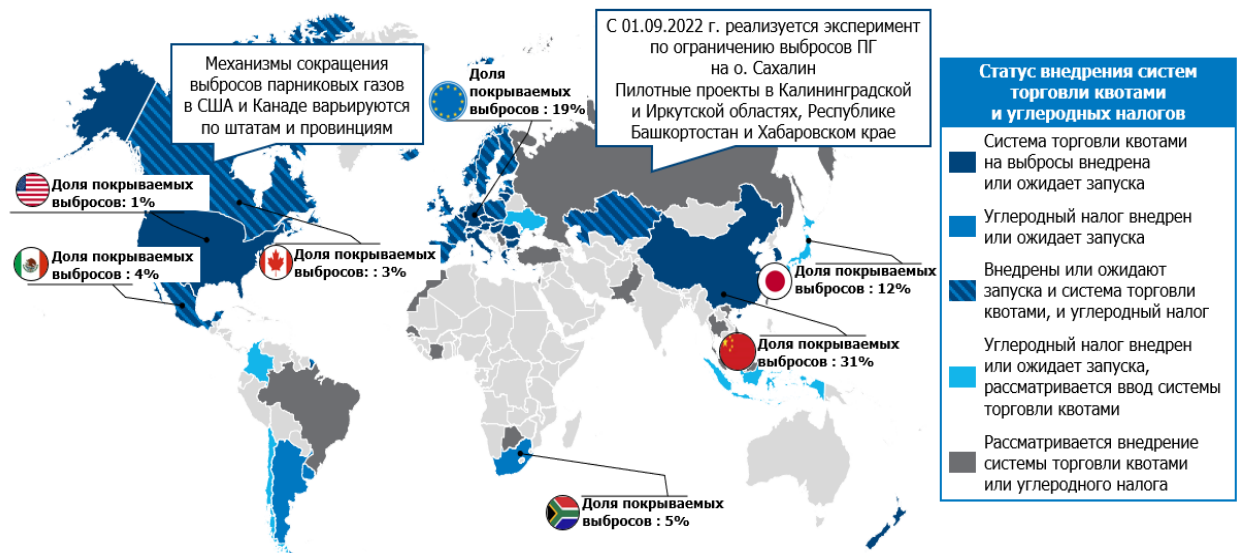 Механизмы сокращения
выбросов парниковых газов
в США и Канаде варьируются
по штатам и провинциям
Доля
покрываемых
выбросов : 19%
С 01.09.2022 г. реализуется эксперимент
по ограничению выбросов ПГ
на о. Сахалин
Пилотные проекты в Калининградской
и Иркутской областях, Республике
Башкортостан и Хабаровском крае
Доля покрываемых
выбросов: 1%
Доля покрываемых
выбросов : 4%
Доля покрываемых
выбросов: : 3%
Доля покрываемых
выбросов : 12%
Доля покрываемых
выбросов : 31%
Доля покрываемых
выбросов : 5%
Статус внедрения систем
торговли квотами
и углеродных налогов
Система торговли квотами
на выбросы внедрена
или ожидает запуска
Углеродный налог внедрен
или ожидает запуска
Внедрены или ожидают
запуска и система торговли
квотами, и углеродный налог
Углеродный налог внедрен
или ожидает запуска,
рассматривается ввод системы
торговли квотами
Рассматривается внедрение
системы торговли квотами
или углеродного налога